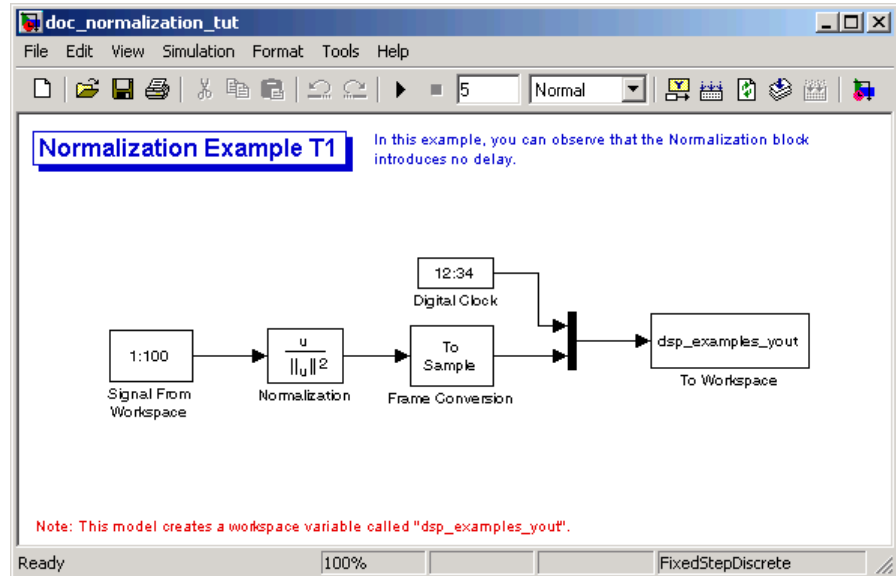 doc_normalization_tut
File Edit View Simulation Format Tools Help
5 Normal
Normalization Example T1
In this example, you can observe that the Normalization block
introduces no delay.
12:34
Digital Clock
1:100
Signal From
Workspace
u
||u||2
Normalization
To
Sample
Frame Conversion
dsp_examples_yout
To Workspace
Note: This model creates a workspace variable called "dsp_examples_yout".
Ready 100% FixedStepDiscrete